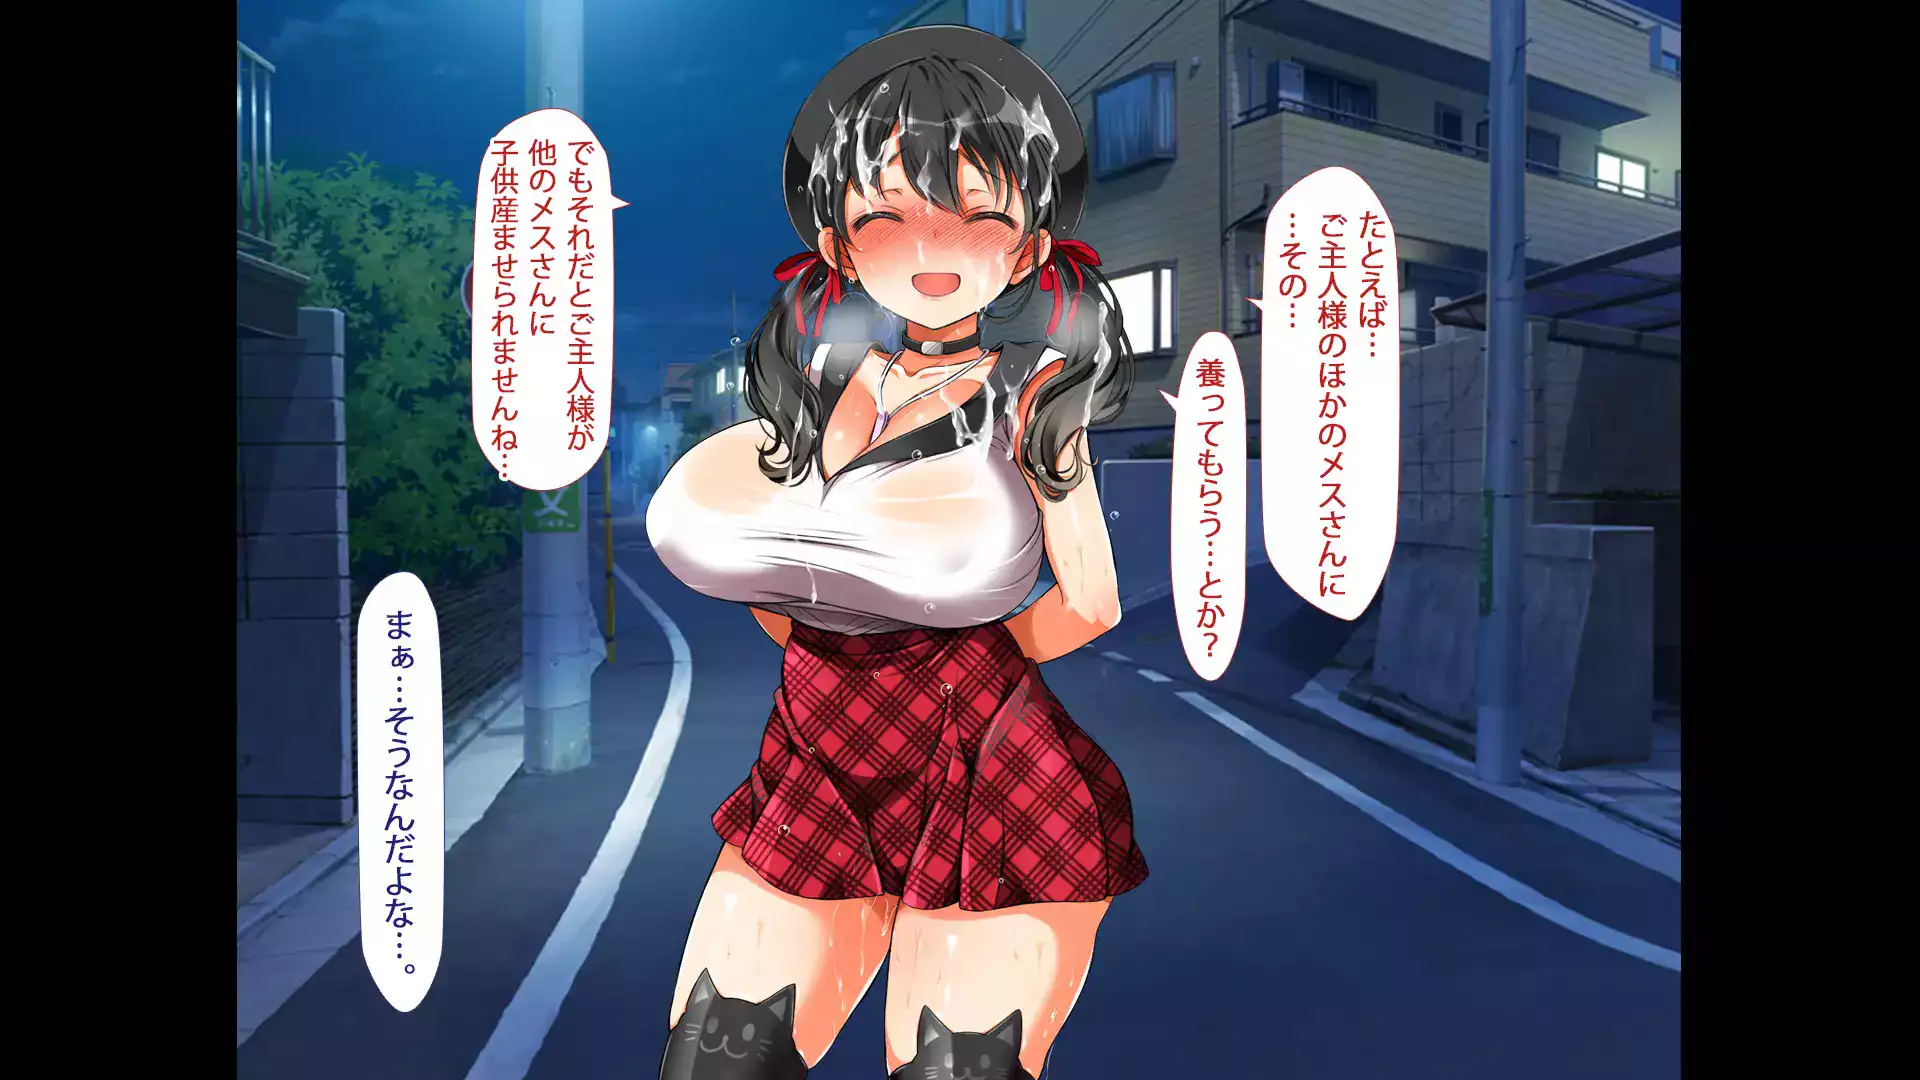 たとえば…
ご主人様のほかのメスさんに
…その…
養ってもらう…とか?
でもそれだとご主人様が
他のメスさんに
子供産ませられませんね…
まぁ…そうなんだよな…。
文